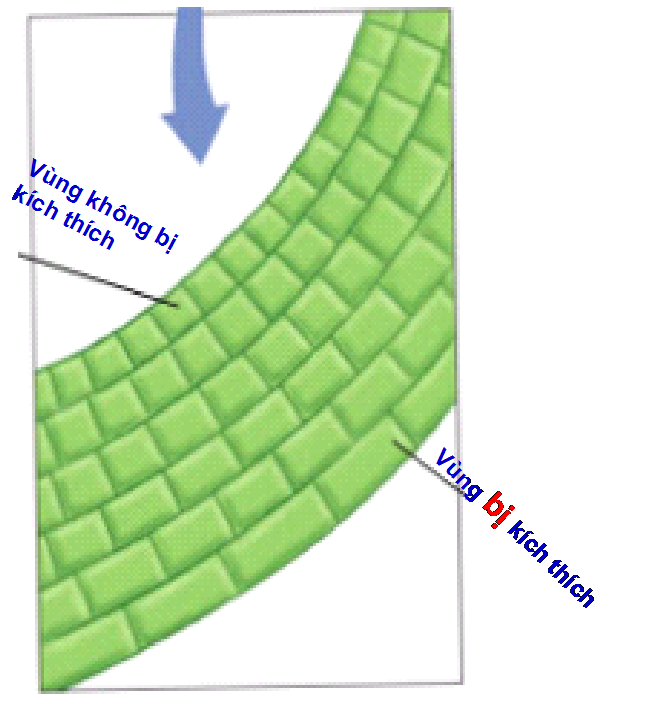 Vùng không bị
kích thích
Vùng bị kích thích